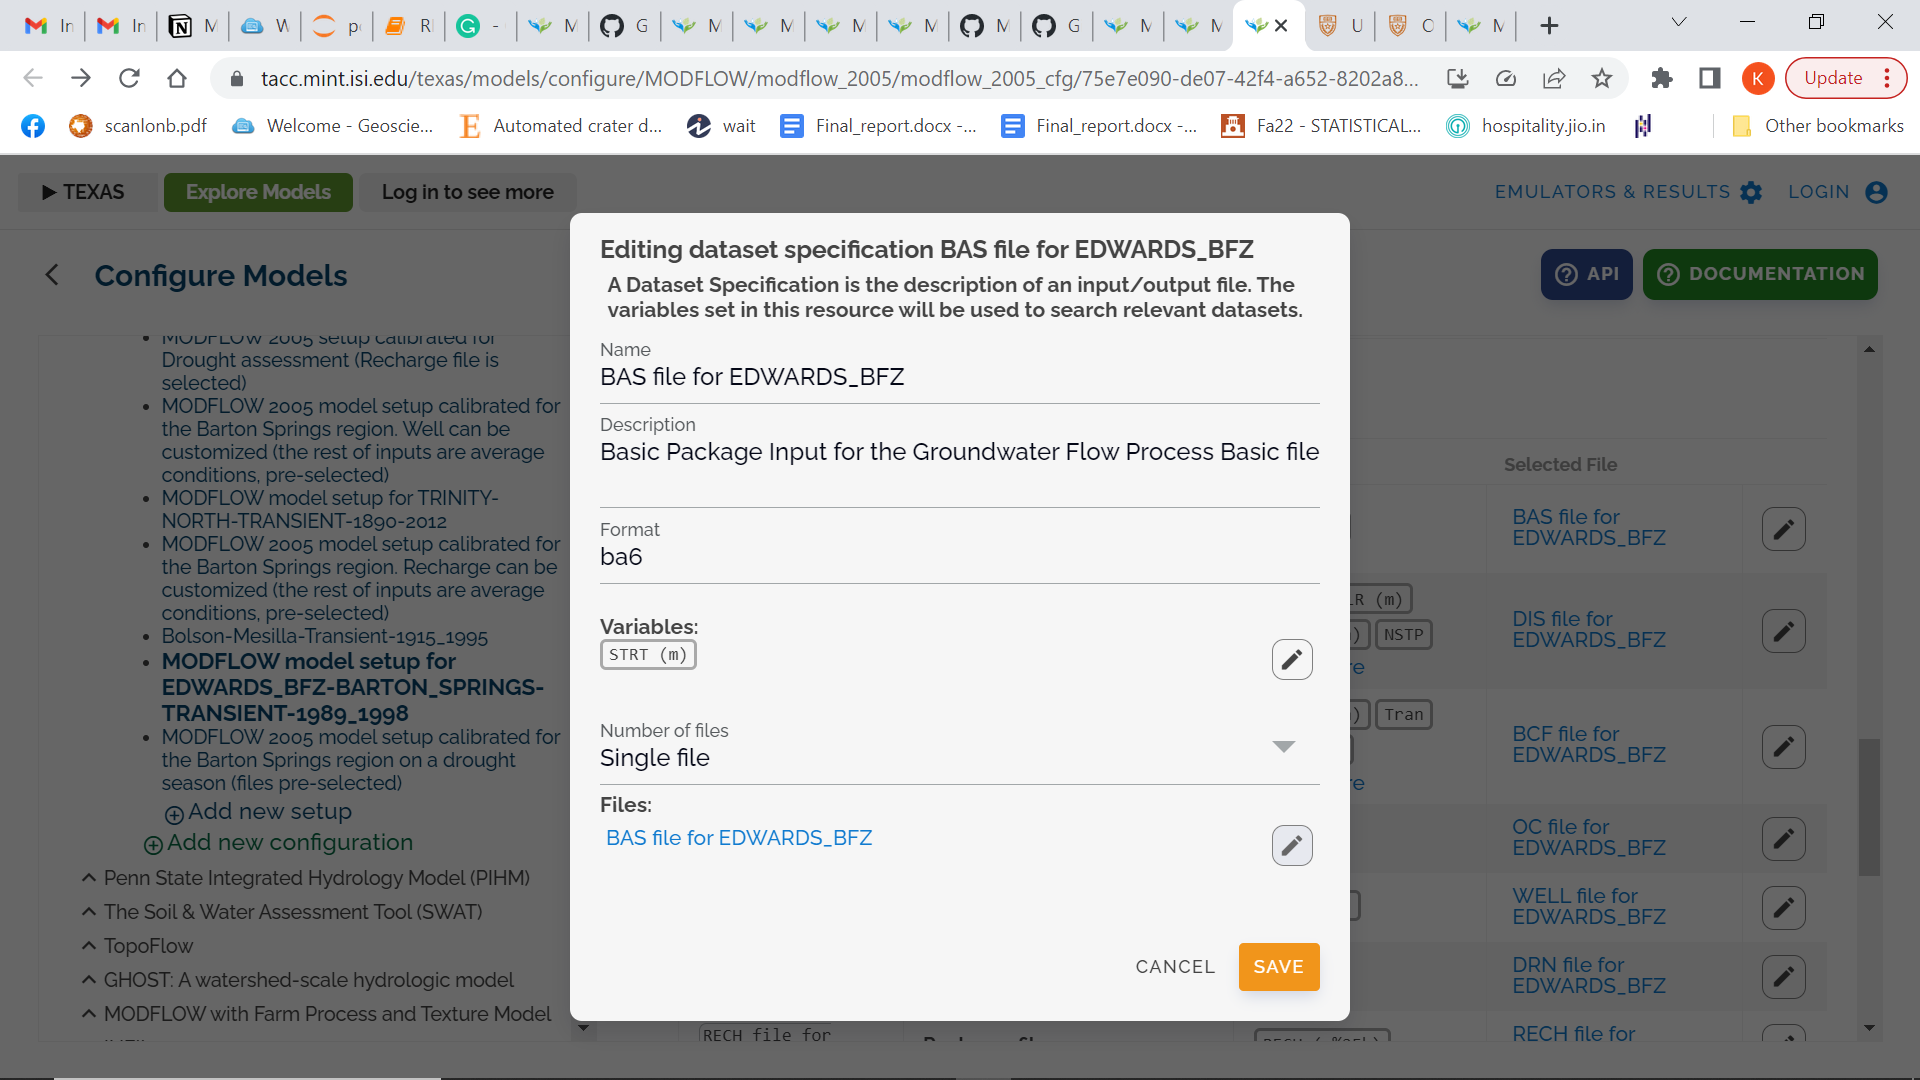 In
In
M
W
p
RI
-
M
G
M
M
M
M
M
G
M
M
U
C
M
tacc.mint.isi.edu/texas/models/configure/MODFLOW/modflow_2005/modflow_2005_cfg/75e7e090-de07-42f4-a652-8202a8...
K
Update
scanlonb.pdf
Welcome - Geoscie...
Automated crater d...
wait
Final_report.docx -...
Final_report.docx -...
Fa22 - STATISTICAL...
hospitality.jio.in
Other bookmarks
TEXAS
Explore Models
Log in to see more
EMULATORS & RESULTS
LOGIN
Configure Models
API
DOCUMENTATION
MODFLOW 2005 setup calibrated for
Drought assessment (Recharge file is
selected)
MODFLOW 2005 model setup calibrated for
the Barton Springs region. Well can be
customized (the rest of inputs are average
conditions, pre-selected)
MODFLOW model setup for TRINITY-
NORTH-TRANSIENT-1890-2012
MODFLOW 2005 model setup calibrated for
the Barton Springs region. Recharge can be
customized (the rest of inputs are average
conditions, pre-selected)
Bolson-Mesilla-Transient-1915_1995
MODFLOW model setup for
EDWARDS_BFZ-BARTON_SPRINGS-
TRANSIENT-1989_1998
MODFLOW 2005 model setup calibrated for
the Barton Springs region on a drought
season (files pre-selected)
Add new setup
Add new configuration
Penn State Integrated Hydrology Model (PIHM)
The Soil & Water Assessment Tool (SWAT)
TopoFlow
GHOST: A watershed-scale hydrologic model
MODFLOW with Farm Process and Texture Model
Editing dataset specification BAS file for EDWARDS_BFZ
A Dataset Specification is the description of an input/output file. The
variables set in this resource will be used to search relevant datasets.
Name
BAS file for EDWARDS_BFZ
Description
Basic Package Input for the Groundwater Flow Process Basic file
Format
ba6
Variables:
STRT (m)
Number of files
Single file
Files:
BAS file for EDWARDS_BFZ
CANCEL
SAVE
Selected File
BAS file for
EDWARDS_BFZ
LR (m)
) NSTP
re
DIS file for
EDWARDS_BFZ
) Tran
re
BCF file for
EDWARDS_BFZ
OC file for
EDWARDS_BFZ
WELL file for
EDWARDS_BFZ
DRN file for
EDWARDS_BFZ
RECH file for
RECH file for